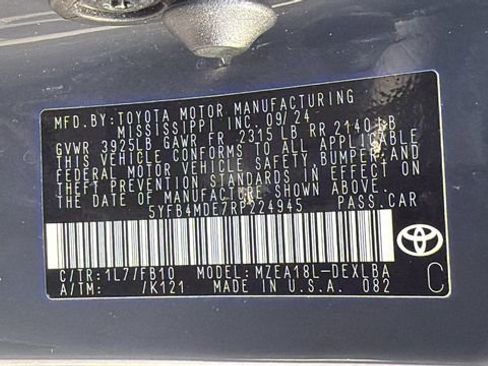 MFD.BY:TOYOTA MOTOR MANUFACTURING
MISSISSIPPI INC. 09/24
GVWR 3925LB GAWR FR 2315 LB RR 2140 LB
THIS VEHICLE CONFORMS TO ALL APPLICABLE
FEDERAL MOTOR VEHICLE SAFETY, BUMPER, AND
THEFT PREVENTION STANDARDS IN EFFECT ON
THE DATE OF MANUFACTURE SHOWN ABOVE.
5YFB4MDE7RP224945 PASS.CAR
C/TR:1L7/FB10 MODEL:MZEA18L-DEXLBA
A/TM: /K121 MADE IN U.S.A. 082
C